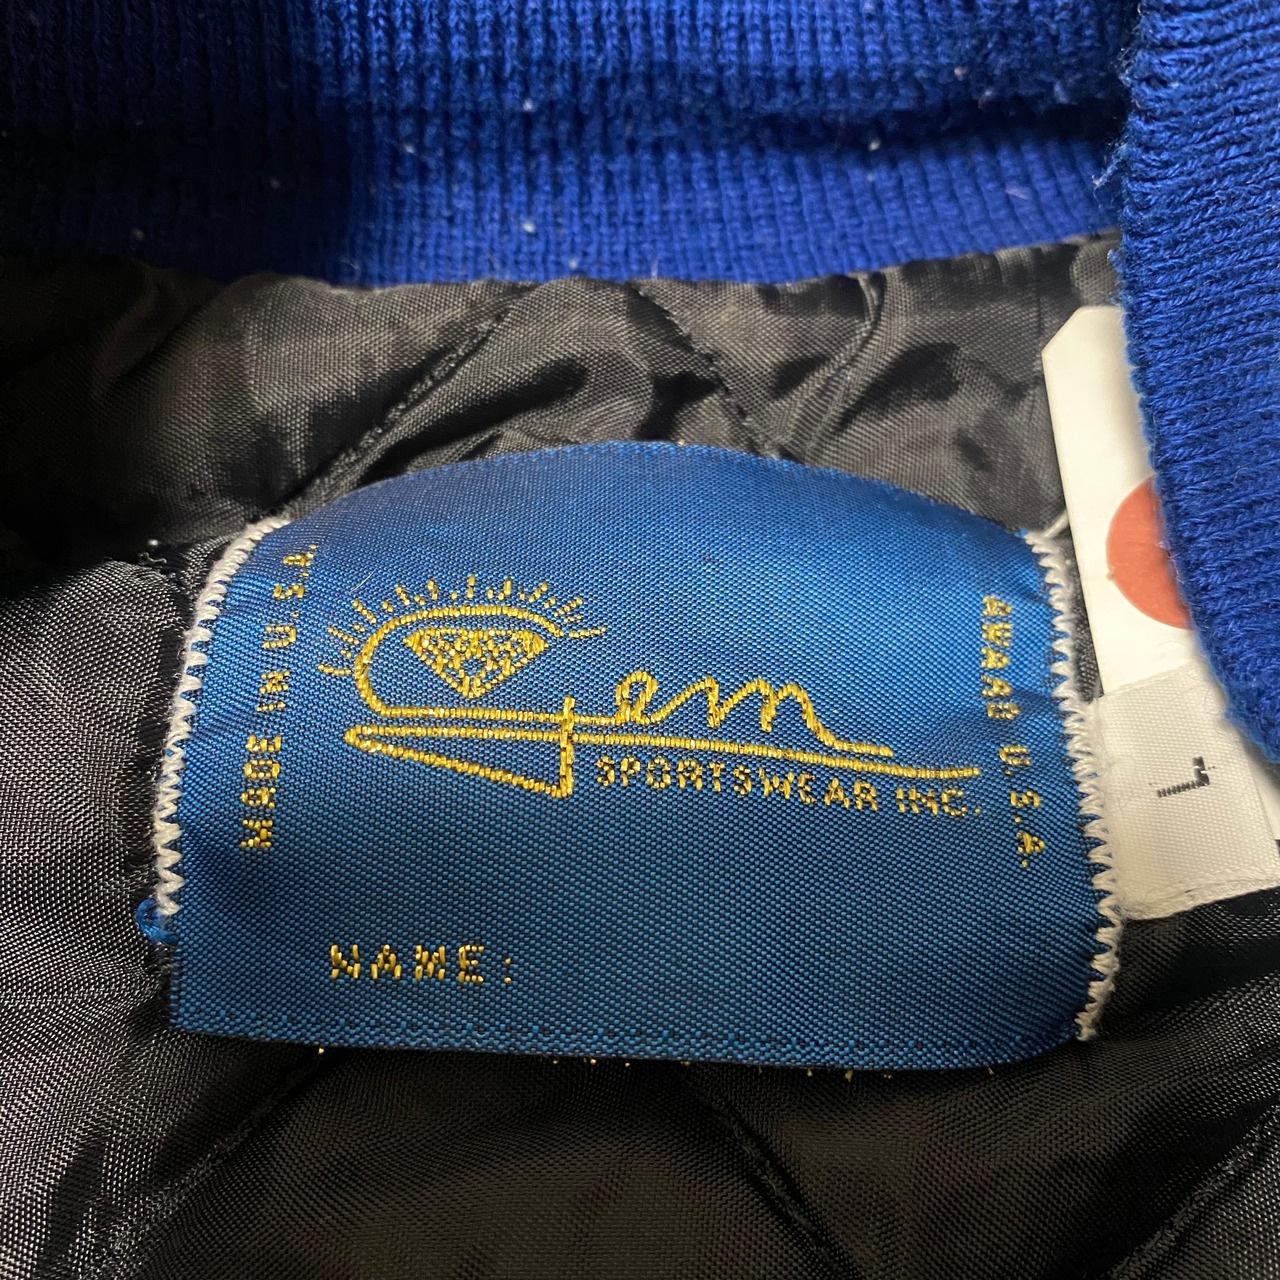 MADE IN U.S.A.
Gem
SPORTSWEAR INC.
AWARD U.S.A.
NAME:
L